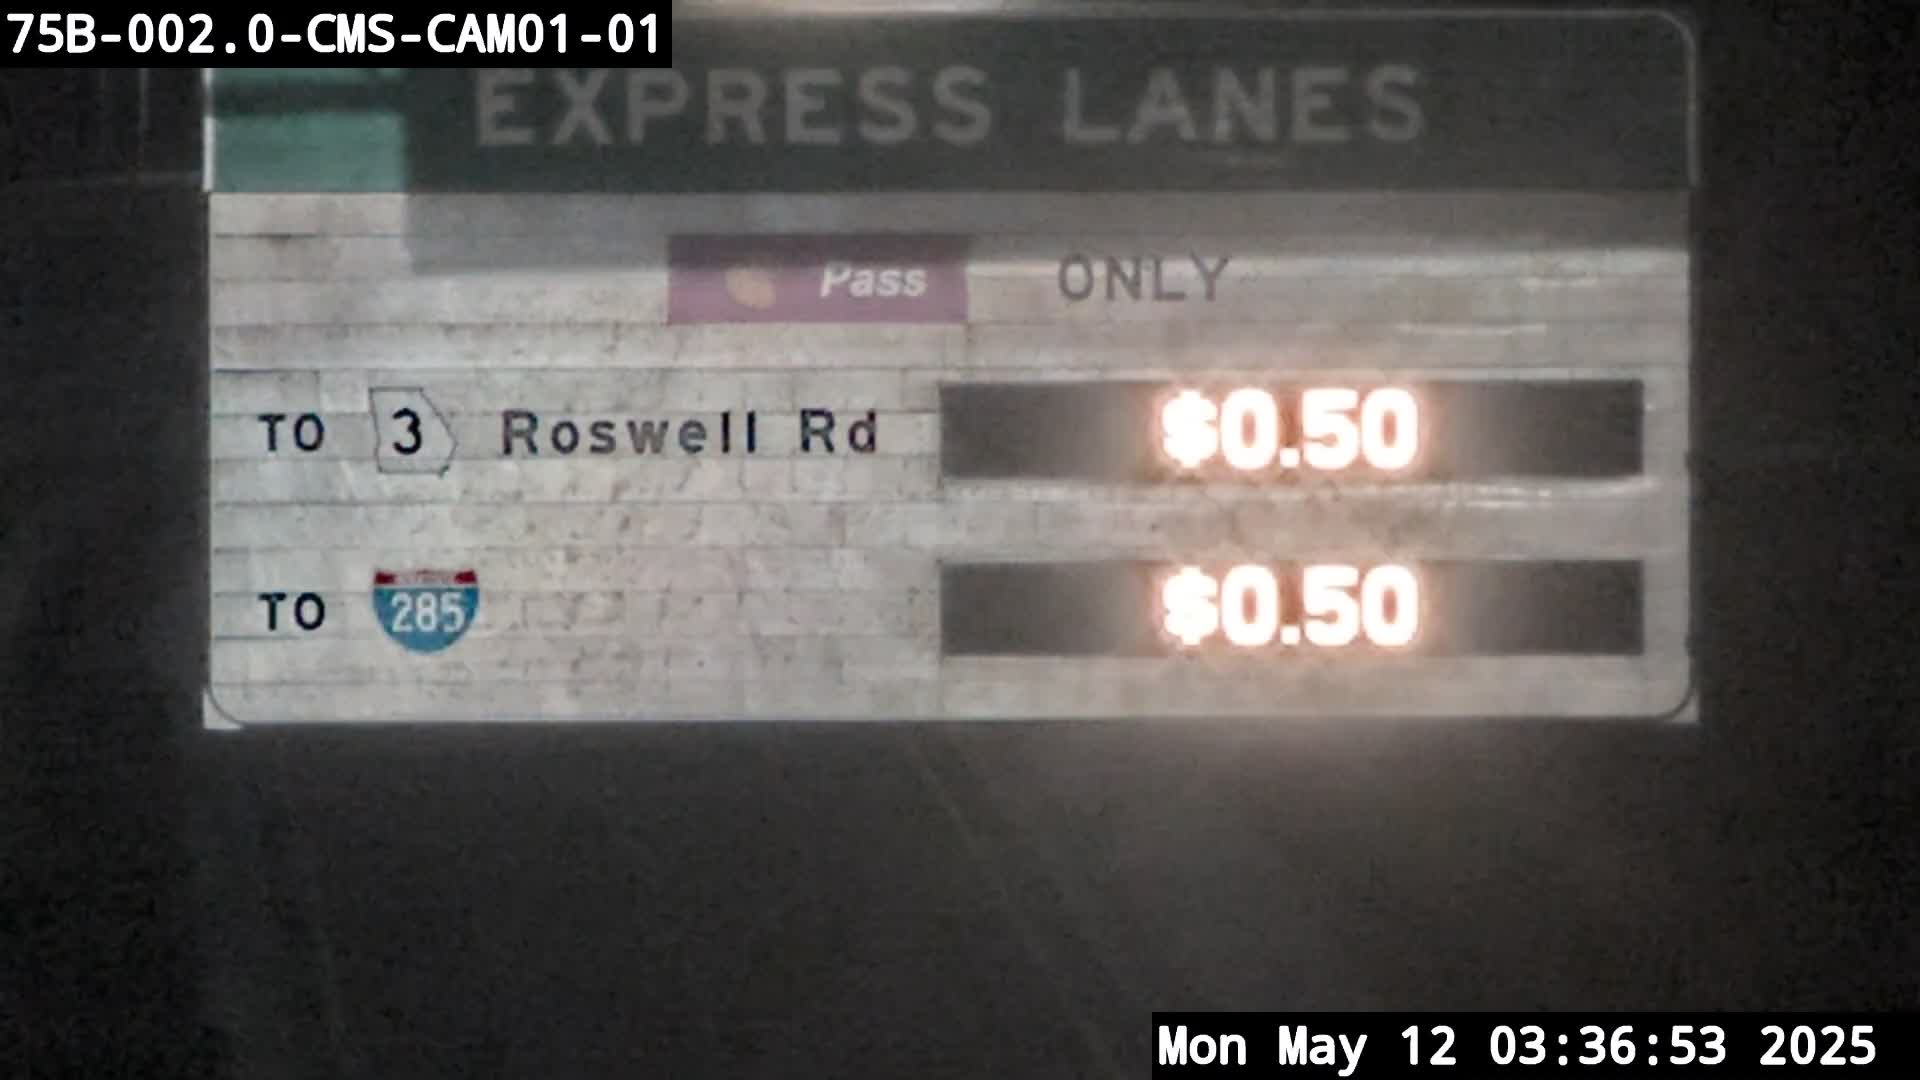 75B-002.0-CMS-CAM01-01
EXPRESS LANES
Pass ONLY
TO 3 Roswell Rd $0.50
TO 285 $0.50
Mon May 12 03:36:53 2025